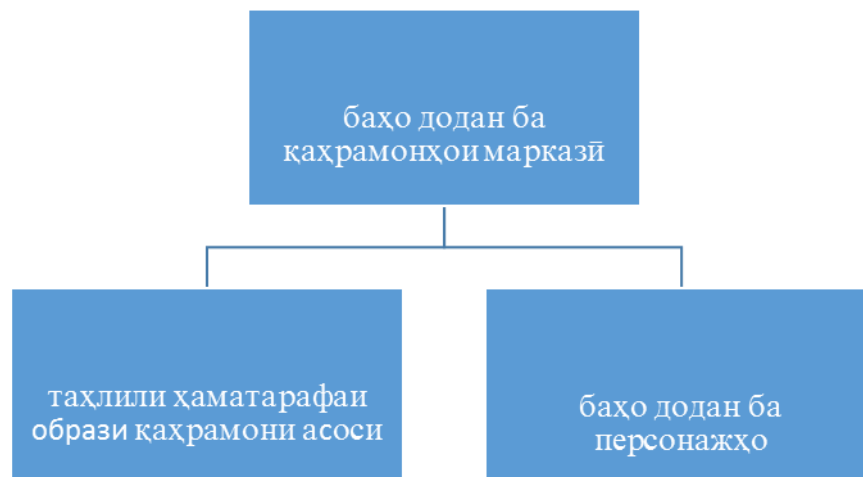 баҳо додан ба
қаҳрамонҳои марказӣ
таҳлили ҳаматарафаи
образи қаҳрамони асоси
баҳо додан ба
персонажҳо